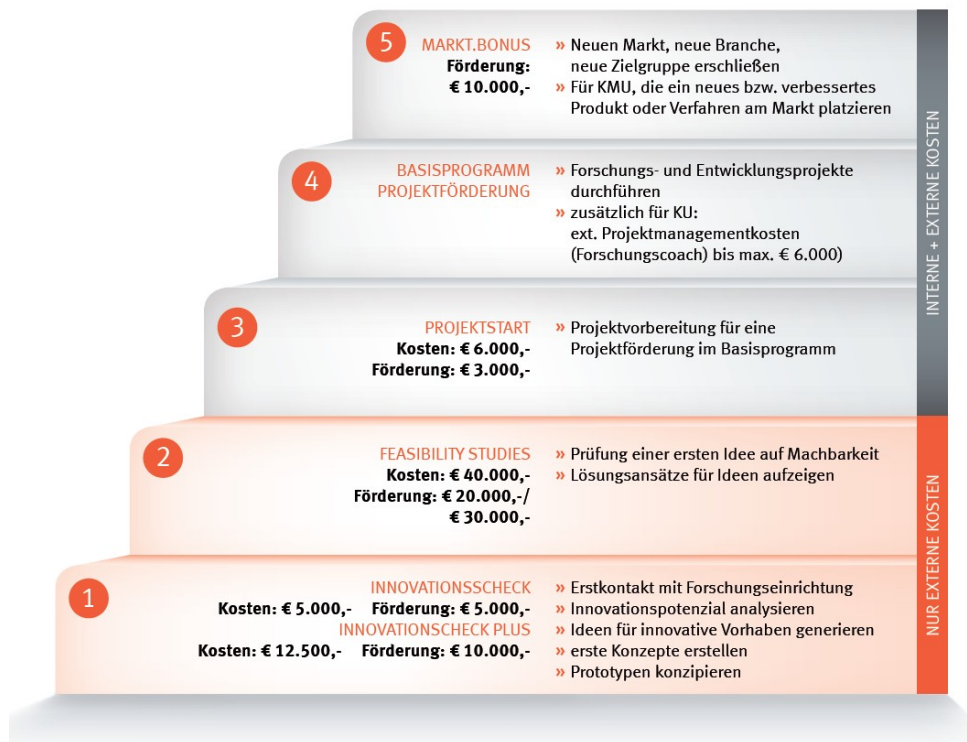 5
MARKT.BONUS
Förderung:
€ 10.000,-
» Neuen Markt, neue Branche,
neue Zielgruppe erschließen
» Für KMU, die ein neues bzw. verbessertes
Produkt oder Verfahren am Markt platzieren
4
BASISPROGRAMM
PROJEKTFÖRDERUNG
» Forschungs- und Entwicklungsprojekte
durchführen
» zusätzlich für KU:
ext. Projektmanagementkosten
(Forschungscoach) bis max. € 6.000)
3
PROJEKTSTART
Kosten: € 6.000,-
Förderung: € 3.000,-
» Projektvorbereitung für eine
Projektförderung im Basisprogramm
INTERNE + EXTERNE KOSTEN
2
FEASIBILITY STUDIES
Kosten: € 40.000,-
Förderung: € 20.000,-/
€ 30.000,-
» Prüfung einer ersten Idee auf Machbarkeit
» Lösungsansätze für Ideen aufzeigen
1
INNOVATIONSSCHECK
Kosten: € 5.000,- Förderung: € 5.000,-
INNOVATIONSCHECK PLUS
Kosten: € 12.500,- Förderung: € 10.000,-
» Erstkontakt mit Forschungseinrichtung
» Innovationspotenzial analysieren
» Ideen für innovative Vorhaben generieren
» erste Konzepte erstellen
» Prototypen konzipieren
NUR EXTERNE KOSTEN